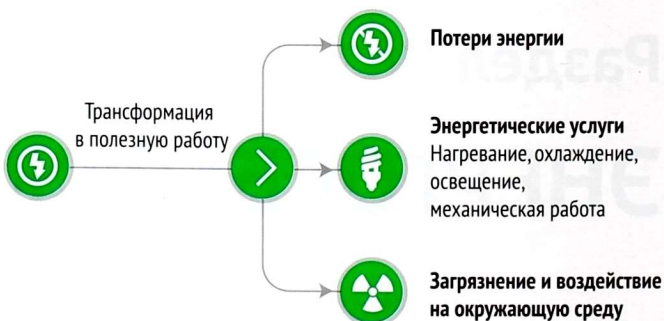 Потери энергии
Трансформация
в полезную работу
Энергетические услуги
Нагревание, охлаждение,
освещение,
механическая работа
Загрязнение и воздействие
на окружающую среду